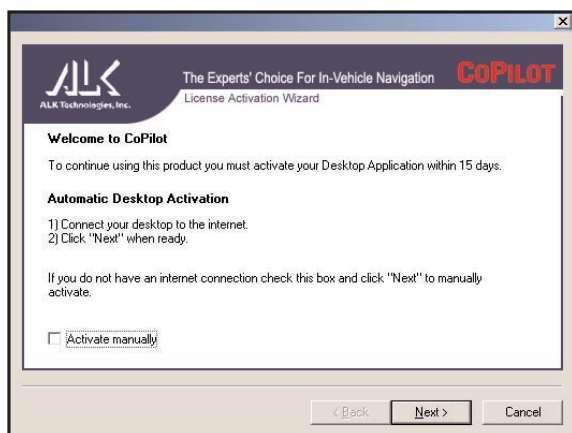 ALK
ALK Technologies, Inc.
The Experts' Choice For In-Vehicle Navigation
COPILOT
License Activation Wizard
Welcome to CoPilot
To continue using this product you must activate your Desktop Application within 15 days.
Automatic Desktop Activation
1) Connect your desktop to the internet.
2) Click "Next" when ready.
If you do not have an internet connection check this box and click "Next" to manually
activate.
Activate manually
< Back
Next >
Cancel